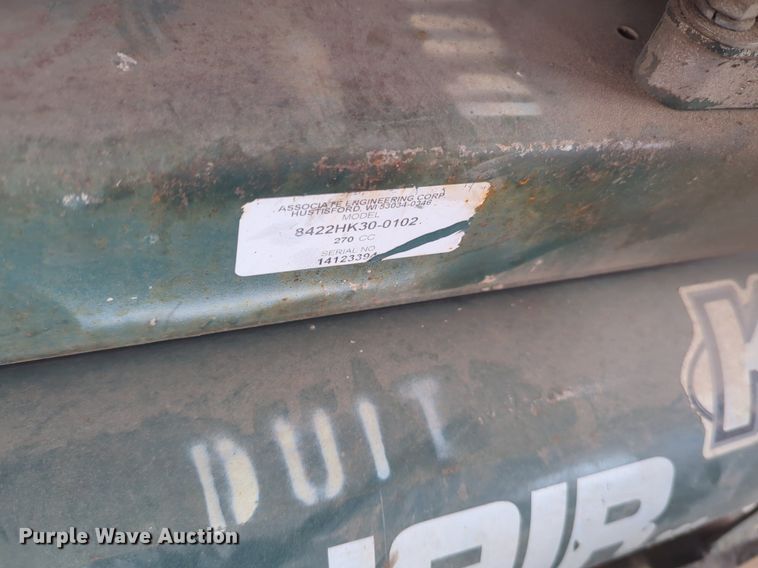 ASSOCIATE ENGINEERING CORP.
HUSTISFORD, WI 53034-0246
MODEL
8422HK30-0102
270 CC
SERIAL NO.
14123394
DUIT
Purple Wave Auction